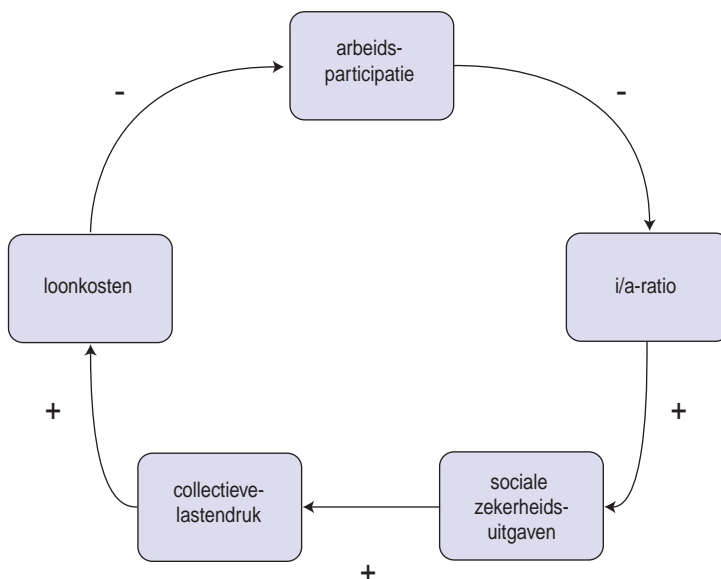 arbeids-
participatie
-
-
loonkosten
i/a-ratio
+
+
collectieve-
lastendruk
sociale
zekerheids-
uitgaven
+